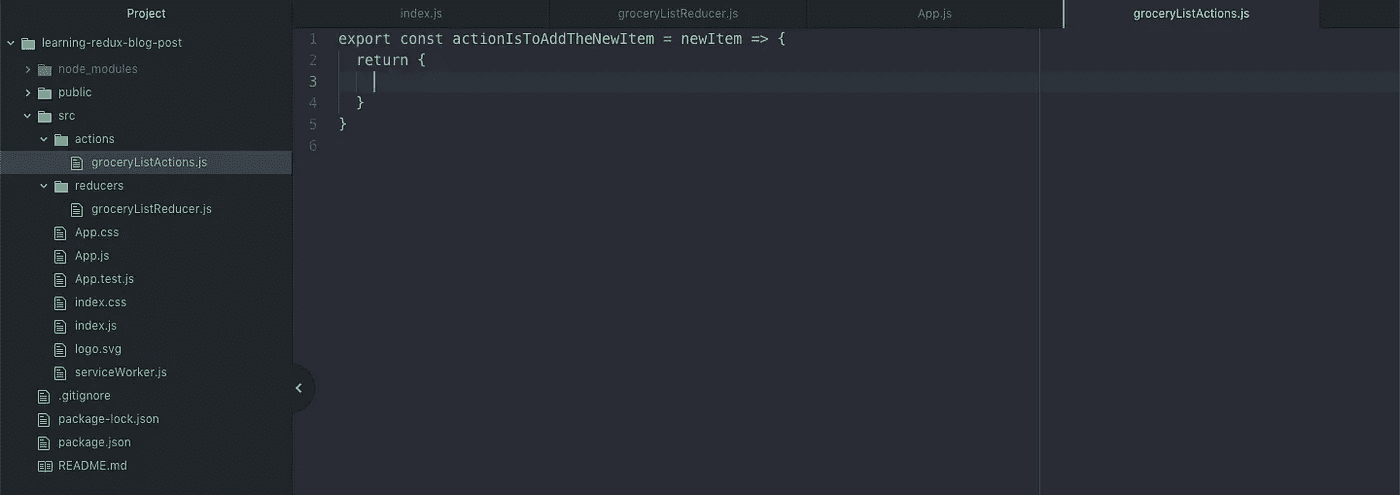 Project
learning-redux-blog-post
node_modules
public
src
actions
groceryListActions.js
reducers
groceryListReducer.js
App.css
App.js
App.test.js
index.css
index.js
logo.svg
serviceWorker.js
.gitignore
package-lock.json
package.json
README.md
index.js groceryListReducer.js App.js groceryListActions.js
1 export const actionIsToAddTheNewItem = newItem => {
2 return {
3
4 }
5 }
6